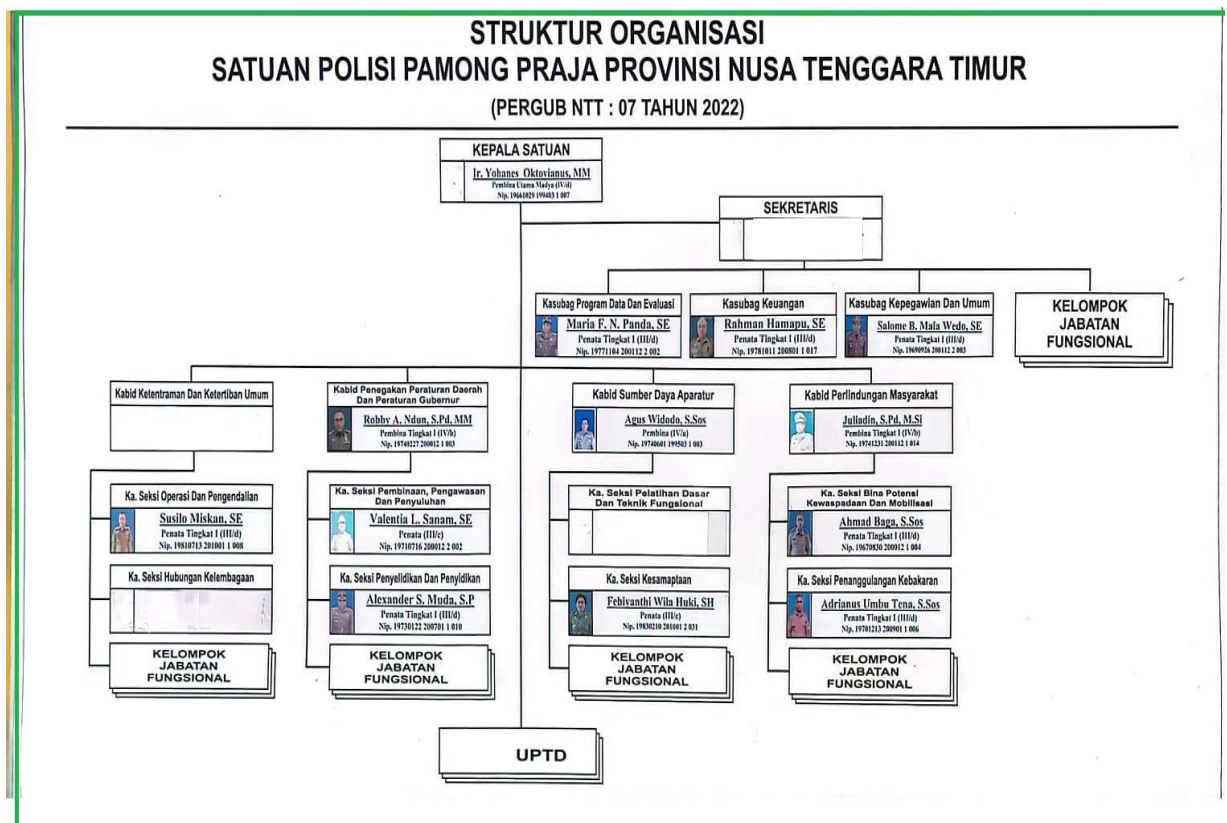 STRUKTUR ORGANISASI
SATUAN POLISI PAMONG PRAJA PROVINSI NUSA TENGGARA TIMUR
(PERGUB NTT : 07 TAHUN 2022)
KEPALA SATUAN
Ir. Yohanes Oktovianus, MM
Pembina Utama Madya (IV/d)
Nip. 19661029 199403 1 007
SEKRETARIS
Kasubag Program Data Dan Evaluasi
Maria F. N. Panda, SE
Penata Tingkat I (III/d)
Nip. 19771104 200112 2 002
Kasubag Keuangan
Rahman Hamapu, SE
Penata Tingkat I (III/d)
Nip. 19781011 200801 1 017
Kasubag Kepegawian Dan Umum
Salome B. Mala Wedo, SE
Penata Tingkat I (III/d)
Nip. 19690926 200112 2 003
KELOMPOK
JABATAN
FUNGSIONAL
Kabid Ketentraman Dan Ketertiban Umum
Kabid Penegakan Peraturan Daerah
Dan Peraturan Gubernur
Robby A. Ndun, S.Pd, MM
Pembina Tingkat I (IV/b)
Nip. 19740227 200012 1 003
Kabid Sumber Daya Aparatur
Agus Widodo, S.Sos
Pembina (IV/a)
Nip. 19740601 199503 1 003
Kabid Perlindungan Masyarakat
Juliadin, S.Pd, M.Si
Pembina Tingkat I (IV/b)
Nip. 19741231 200112 1 014
Ka. Seksi Operasi Dan Pengendalian
Susilo Miskan, SE
Penata Tingkat I (III/d)
Nip. 19810713 201001 1 008
Ka. Seksi Pembinaan, Pengawasan
Dan Penyuluhan
Valentia L. Sanam, SE
Penata (III/c)
Nip. 19710716 200012 2 002
Ka. Seksi Pelatihan Dasar
Dan Teknik Fungsional
Ka. Seksi Bina Potensi
Kewaspadaan Dan Mobilisasi
Ahmad Baga, S.Sos
Penata Tingkat I (III/d)
Nip. 19670830 200012 1 004
Ka. Seksi Hubungan Kelembagaan
Ka. Seksi Penyelidikan Dan Penyidikan
Alexander S. Muda, S.P
Penata Tingkat I (III/d)
Nip. 19730122 200701 1 010
Ka. Seksi Kesamaptaan
Febivanthi Wila Huki, SH
Penata (III/c)
Nip. 19830210 201001 2 031
Ka. Seksi Penanggulangan Kebakaran
Adrianus Umbu Tena, S.Sos
Penata Tingkat I (III/d)
Nip. 19701213 200901 1 006
KELOMPOK
JABATAN
FUNGSIONAL
KELOMPOK
JABATAN
FUNGSIONAL
KELOMPOK
JABATAN
FUNGSIONAL
KELOMPOK
JABATAN
FUNGSIONAL
UPTD